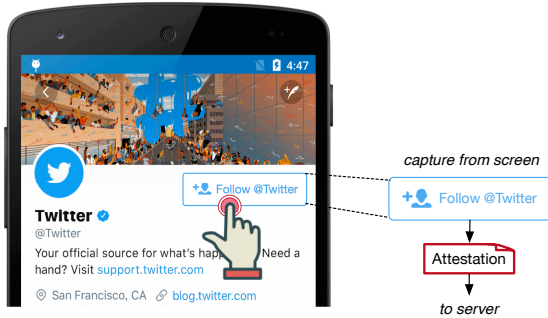 4:47
Follow @Twitter
Twitter
@Twitter
Your official source for what's hap Need a
hand? Visit support.twitter.com
San Francisco, CA blog.twitter.com
capture from screen
Follow @Twitter
Attestation
to server